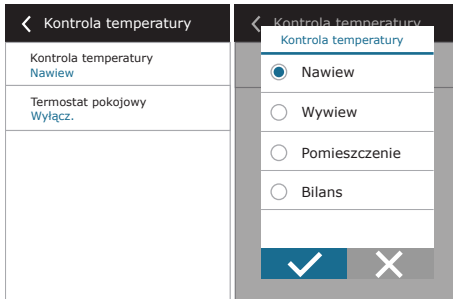 Kontrola temperatury
Kontrola temperatury
Nawiew
Termostat pokojowy
Wyłącz.
Kontrola temperatury
Kontrola temperatury
Nawiew
Wywiew
Pomieszczenie
Bilans